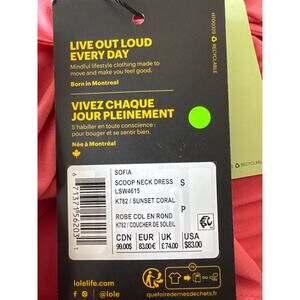 LIVE OUT LOUD
EVERY DAY
Mindful lifestyle clothing made to
move and make you feel good.
Born in Montreal
VIVEZ CHAQUE
JOUR PLEINEMENT
S'habiller en toute conscience :
pour bouger et se sentir bien.
Née à Montréal
RECYCLABLE
SOFIA
SCOOP NECK DRESS
S
LSW4615
K782 / SUNSET CORAL
P
ROBE COL EN ROND
K782 / COUCHER DE SOLEIL
CDN EUR UK USA
99.00$ 83.00€ £74.00 $83.00
lolelife.com
@lole
quefairedemesdechets.fr